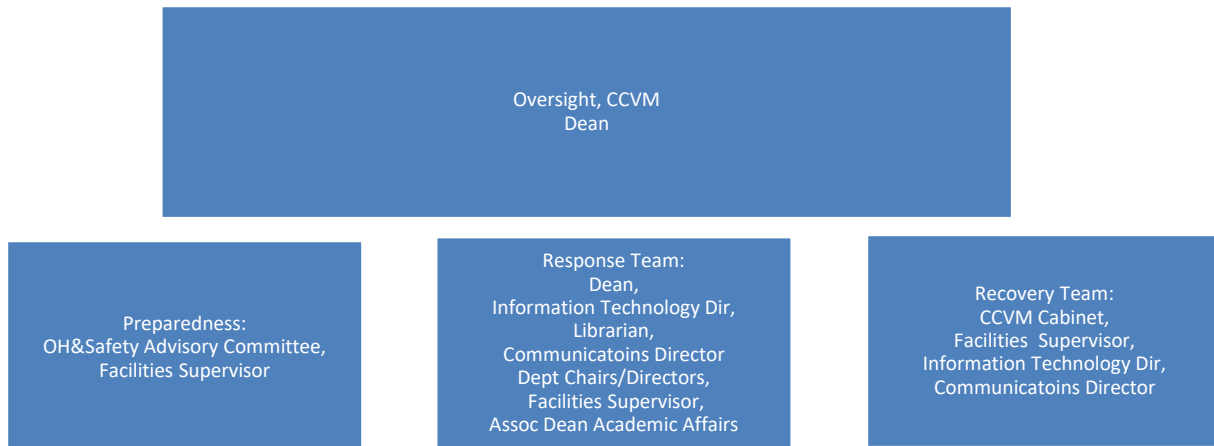 Oversight, CCVM
Dean
Preparedness:
OH&Safety Advisory Committee,
Facilities Supervisor
Response Team:
Dean,
Information Technology Dir,
Librarian,
Communicatoins Director
Dept Chairs/Directors,
Facilities Supervisor,
Assoc Dean Academic Affairs
Recovery Team:
CCVM Cabinet,
Facilities  Supervisor,
Information Technology Dir,
Communicatoins Director